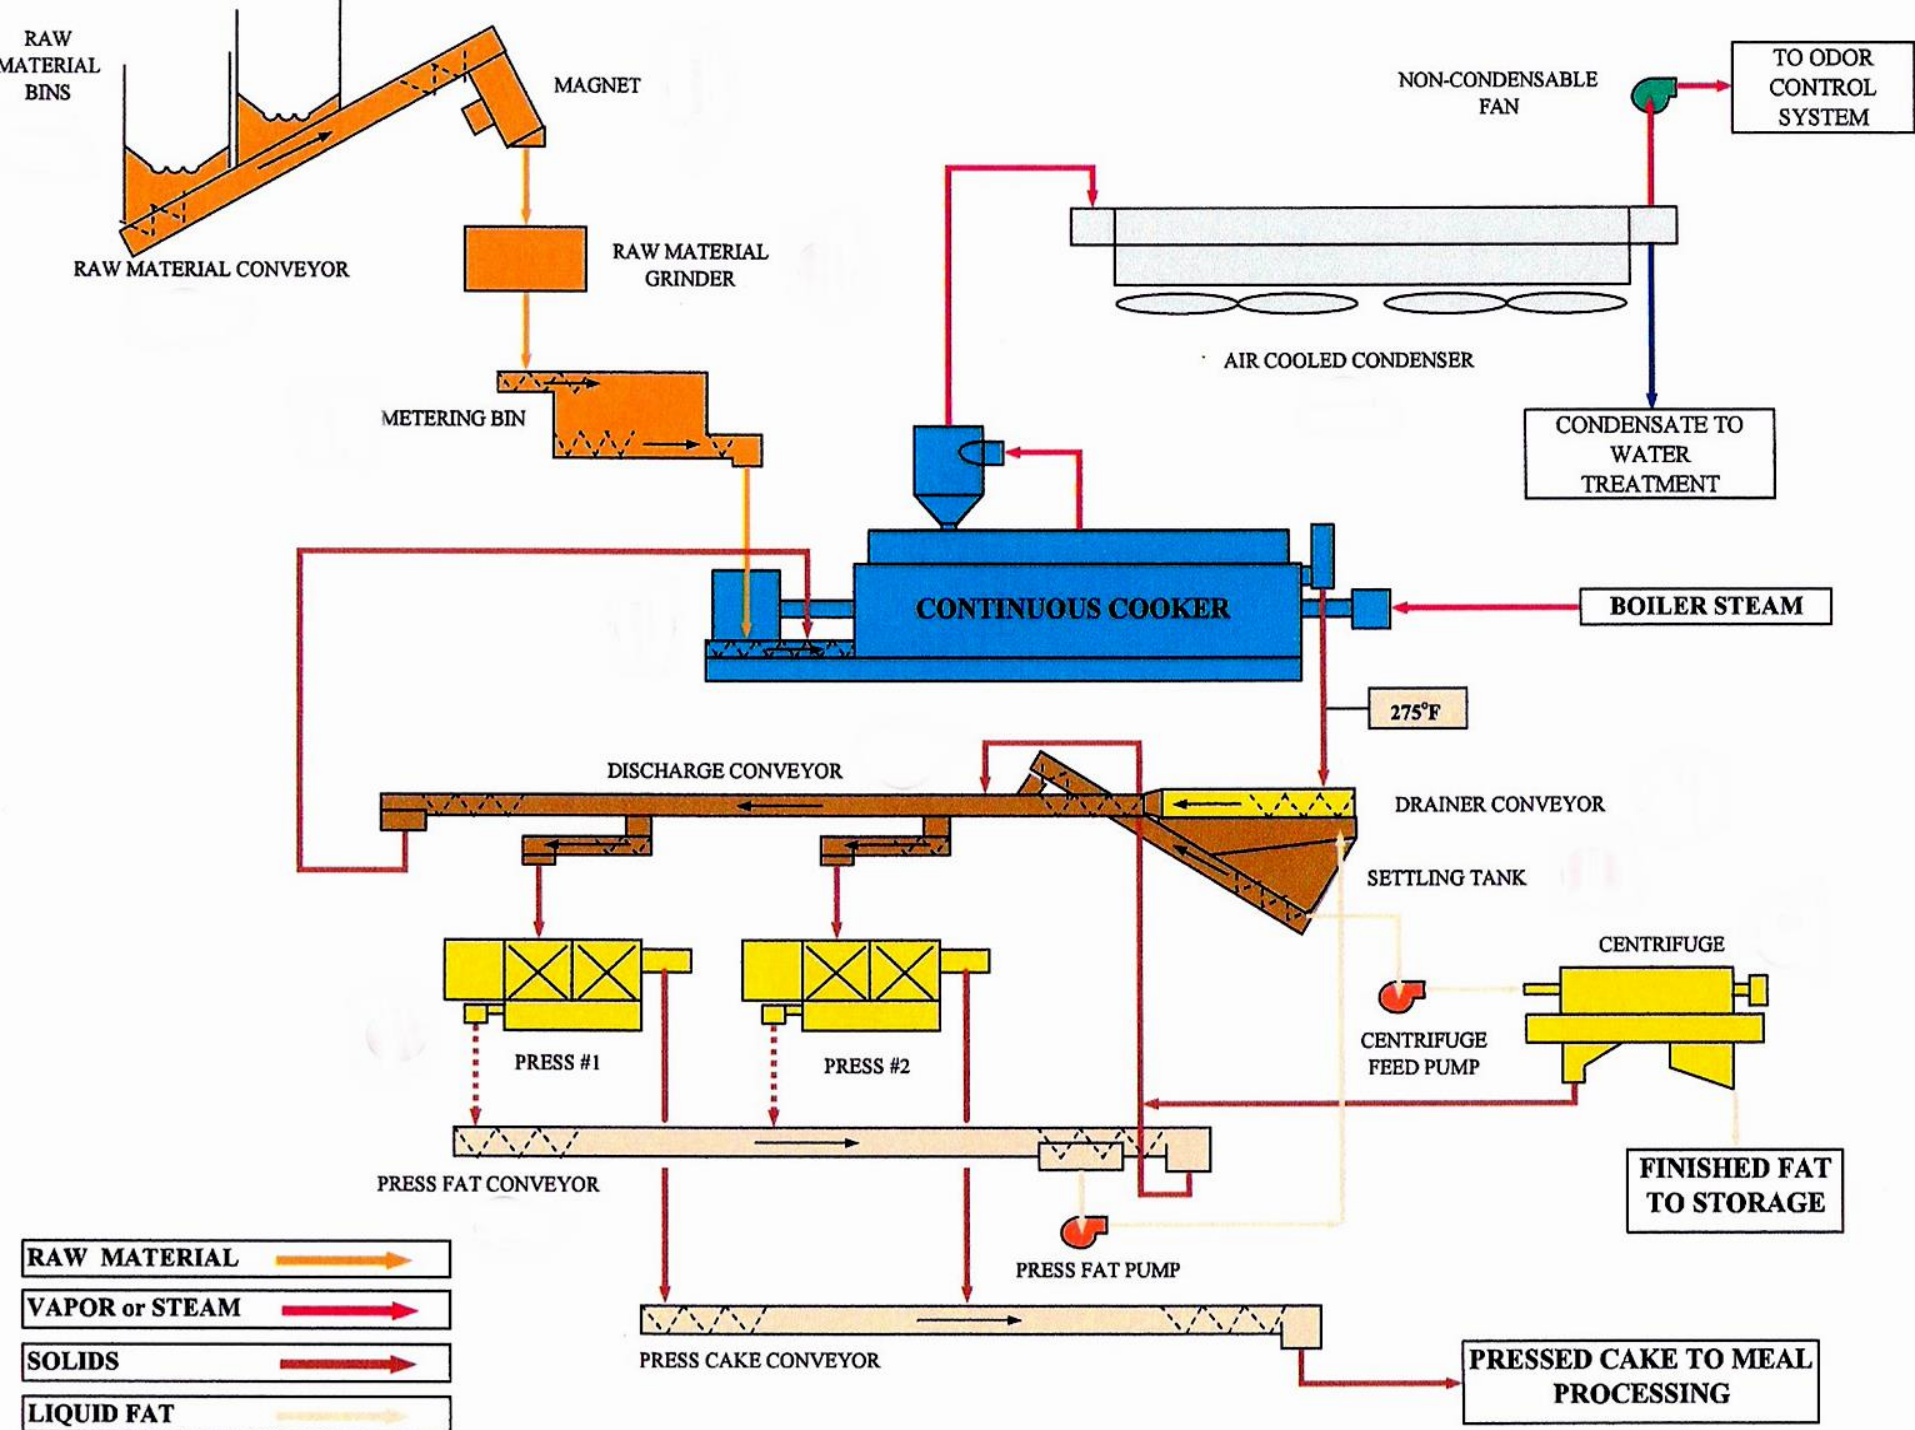 RAW
MATERIAL
BINS
MAGNET
RAW MATERIAL CONVEYOR
RAW MATERIAL
GRINDER
METERING BIN
NON-CONDENSABLE
FAN
TO ODOR
CONTROL
SYSTEM
AIR COOLED CONDENSER
CONDENSATE TO
WATER
TREATMENT
CONTINUOUS COOKER
BOILER STEAM
275°F
DISCHARGE CONVEYOR
DRAINER CONVEYOR
SETTLING TANK
CENTRIFUGE
CENTRIFUGE
FEED PUMP
PRESS #1
PRESS #2
PRESS FAT CONVEYOR
FINISHED FAT
TO STORAGE
PRESS FAT PUMP
PRESS CAKE CONVEYOR
PRESSED CAKE TO MEAL
PROCESSING
RAW MATERIAL
VAPOR or STEAM
SOLIDS
LIQUID FAT